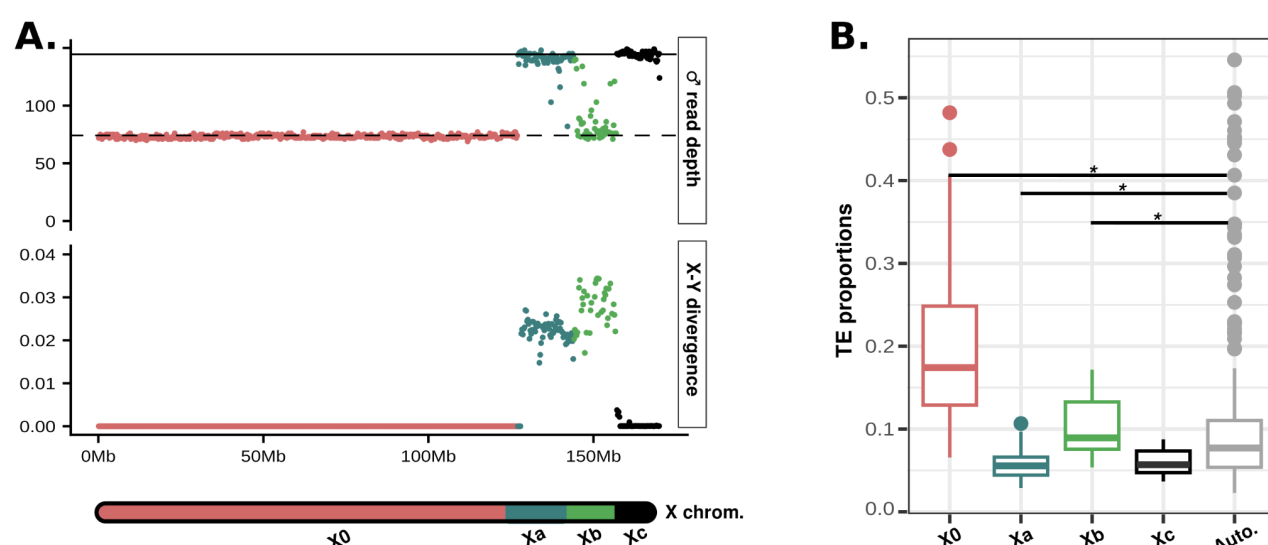 A.
100
50
0
♂ read depth
0.04
0.03
0.02
0.01
0.00
X-Y divergence
0Mb
50Mb
100Mb
150Mb
X chrom.
X0
Xa
Xb
Xc
B.
TE proportions
0.5
0.4
0.3
0.2
0.1
0.0
*
*
*
X0
Xa
Xb
Xc
Auto.